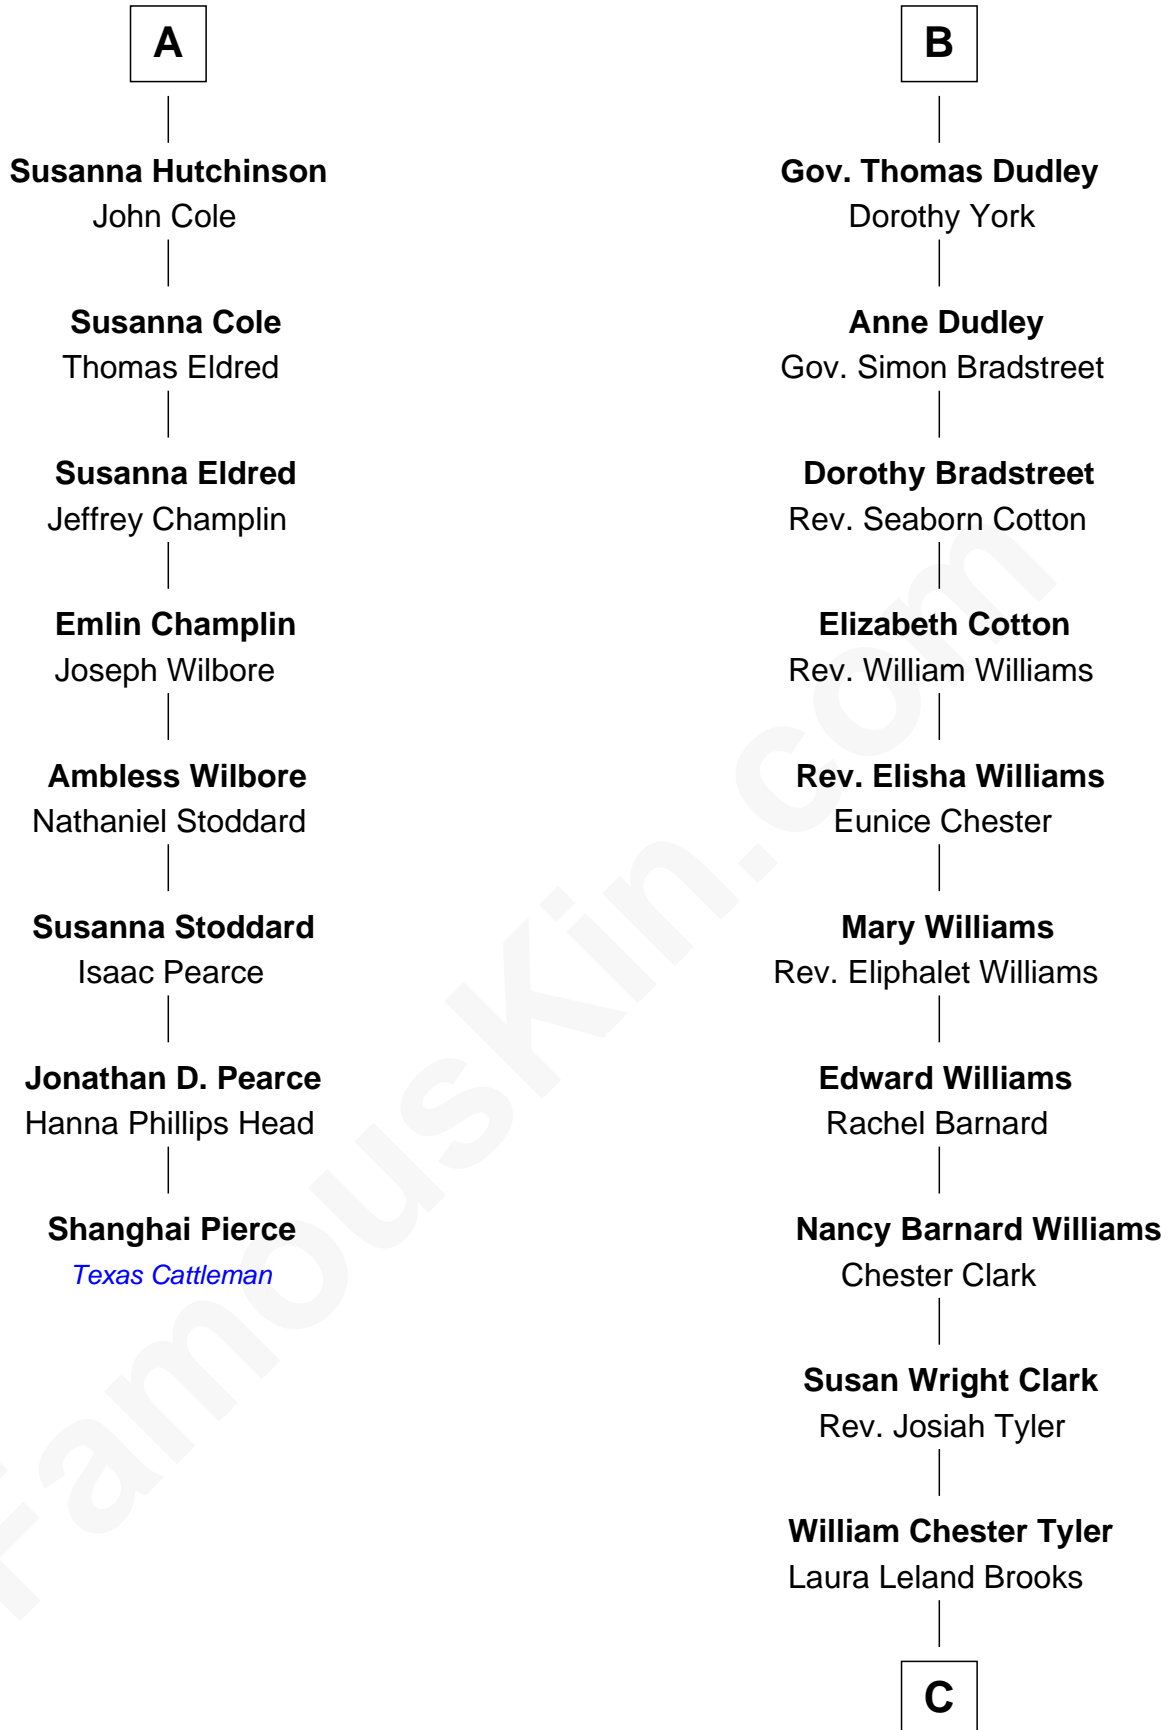 A
Susanna Hutchinson
John Cole
Susanna Cole
Thomas Eldred
Susanna Eldred
Jeffrey Champlin
Emlin Champlin
Joseph Wilbore
Ambless Wilbore
Nathaniel Stoddard
Susanna Stoddard
Isaac Pearce
Jonathan D. Pearce
Hanna Phillips Head
Shanghai Pierce
Texas Cattleman
B
Gov. Thomas Dudley
Dorothy York
Anne Dudley
Gov. Simon Bradstreet
Dorothy Bradstreet
Rev. Seaborn Cotton
Elizabeth Cotton
Rev. William Williams
Rev. Elisha Williams
Eunice Chester
Mary Williams
Rev. Eliphalet Williams
Edward Williams
Rachel Barnard
Nancy Barnard Williams
Chester Clark
Susan Wright Clark
Rev. Josiah Tyler
William Chester Tyler
Laura Leland Brooks
C
FamousKin.com